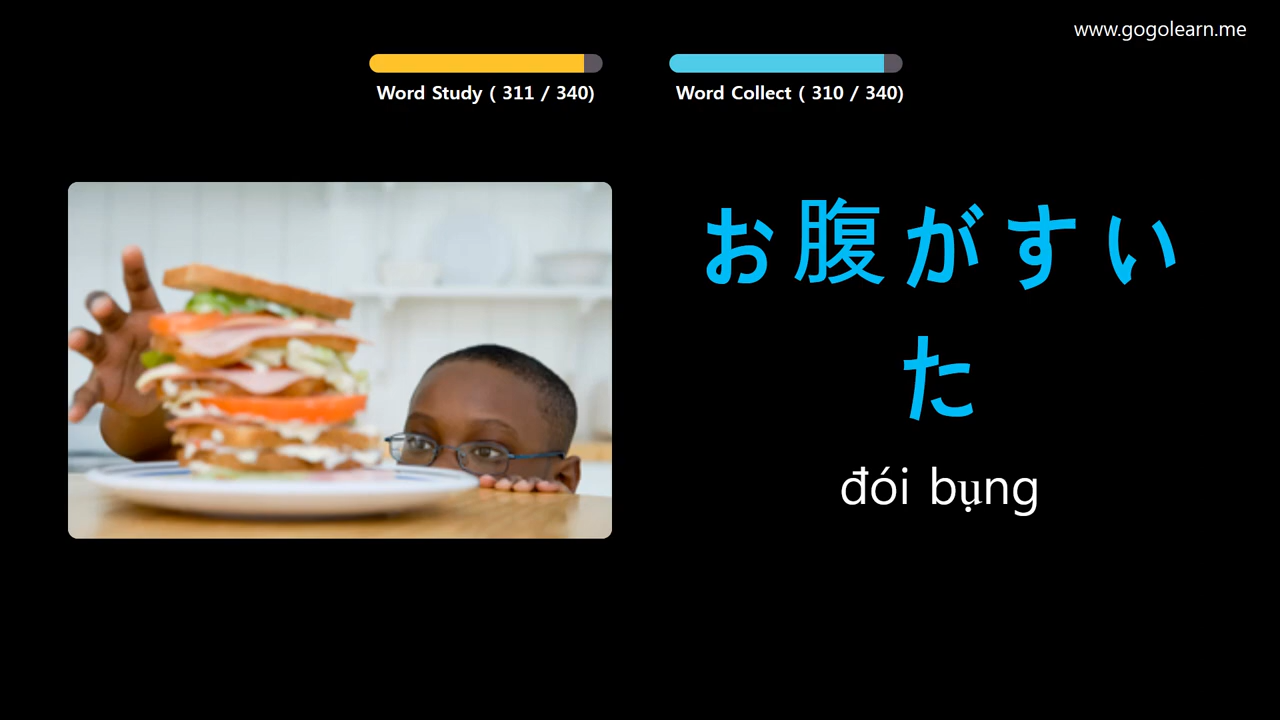 www.gogolearn.me
Word Study ( 311 / 340)
Word Collect ( 310 / 340)
お腹がすい
た
đói bụng